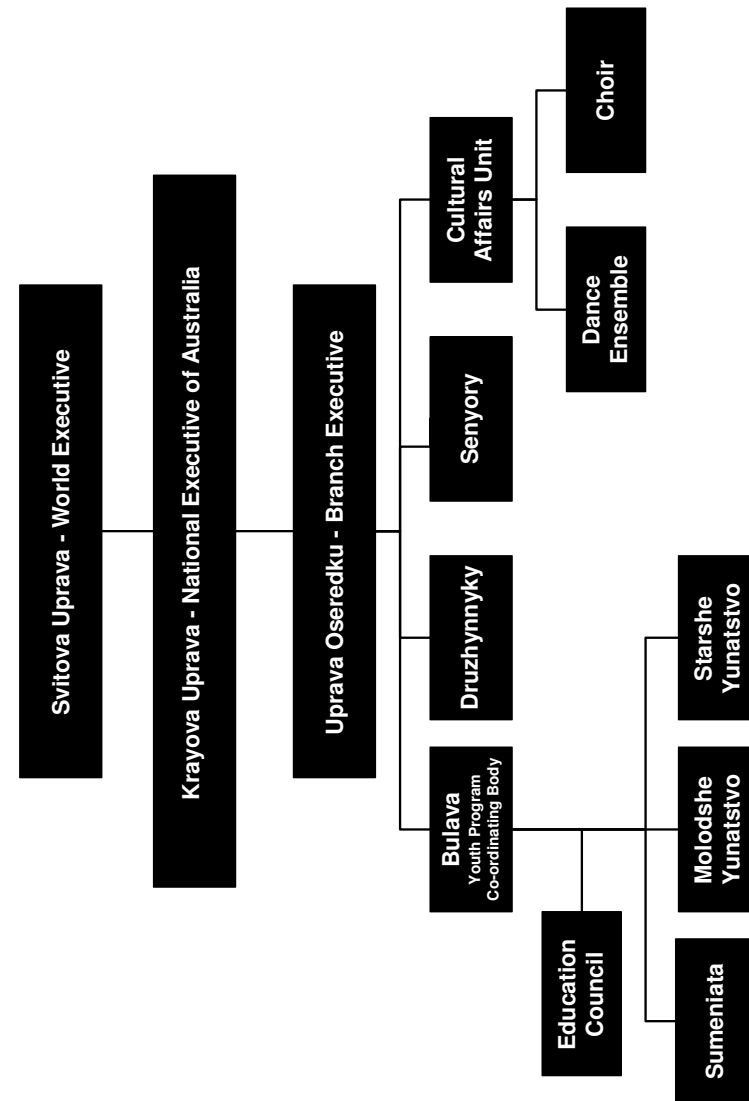 Svitova Uprava - World Executive
Krayova Uprava - National Executive of Australia
Uprava Oseredku - Branch Executive
Bulava
Youth Program
Co-ordinating Body
Druzhynnyky
Senyory
Cultural
Affairs Unit
Education
Council
Dance
Ensemble
Choir
Sumeniata
Molodshe
Yunatstvo
Starshe
Yunatstvo